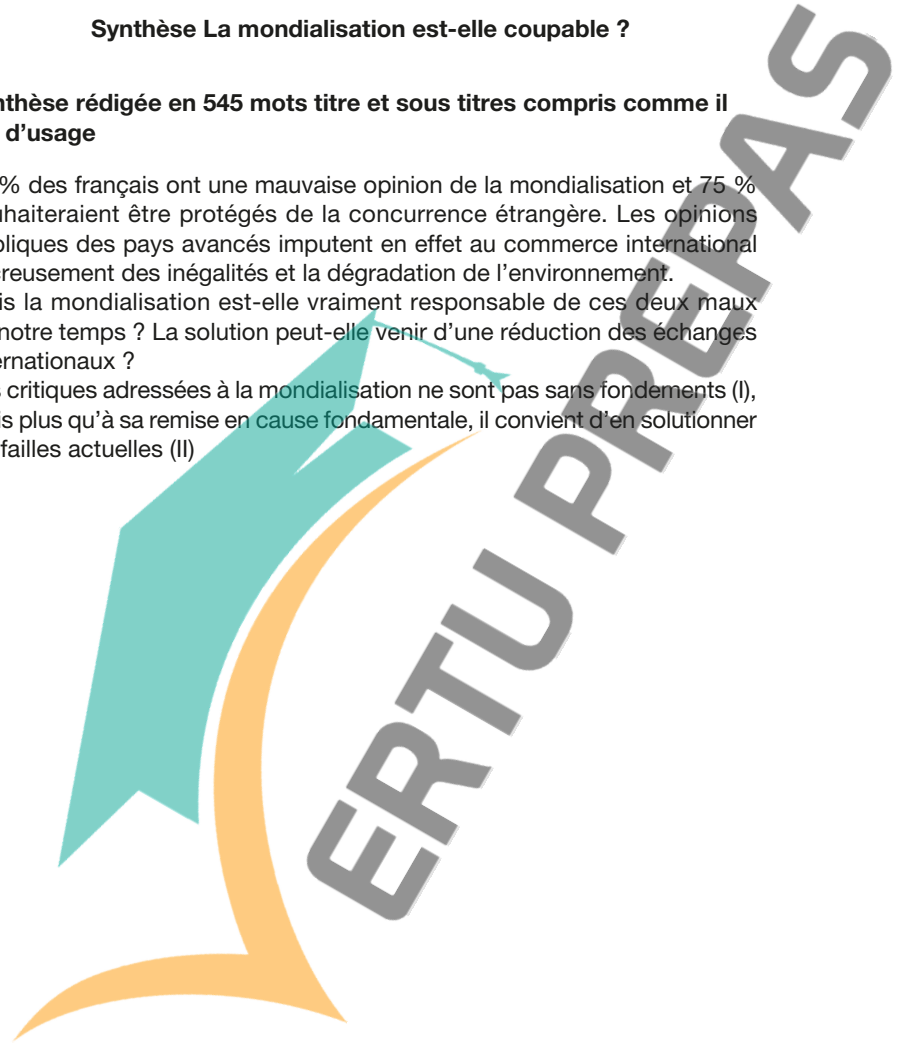 Synthèse La mondialisation est-elle coupable ?
nthèse rédigée en 545 mots titre et sous titres compris comme il
d'usage
% des français ont une mauvaise opinion de la mondialisation et 75 %
uhaiteraient être protégés de la concurrence étrangère. Les opinions
bliques des pays avancés imputent en effet au commerce international
creusement des inégalités et la dégradation de l'environnement.
is la mondialisation est-elle vraiment responsable de ces deux maux
notre temps ? La solution peut-elle venir d'une réduction des échanges
ernationaux ?
s critiques adressées à la mondialisation ne sont pas sans fondements (I),
is plus qu'à sa remise en cause fondamentale, il convient d'en solutionner
failles actuelles (II)
ERTU PREPAS